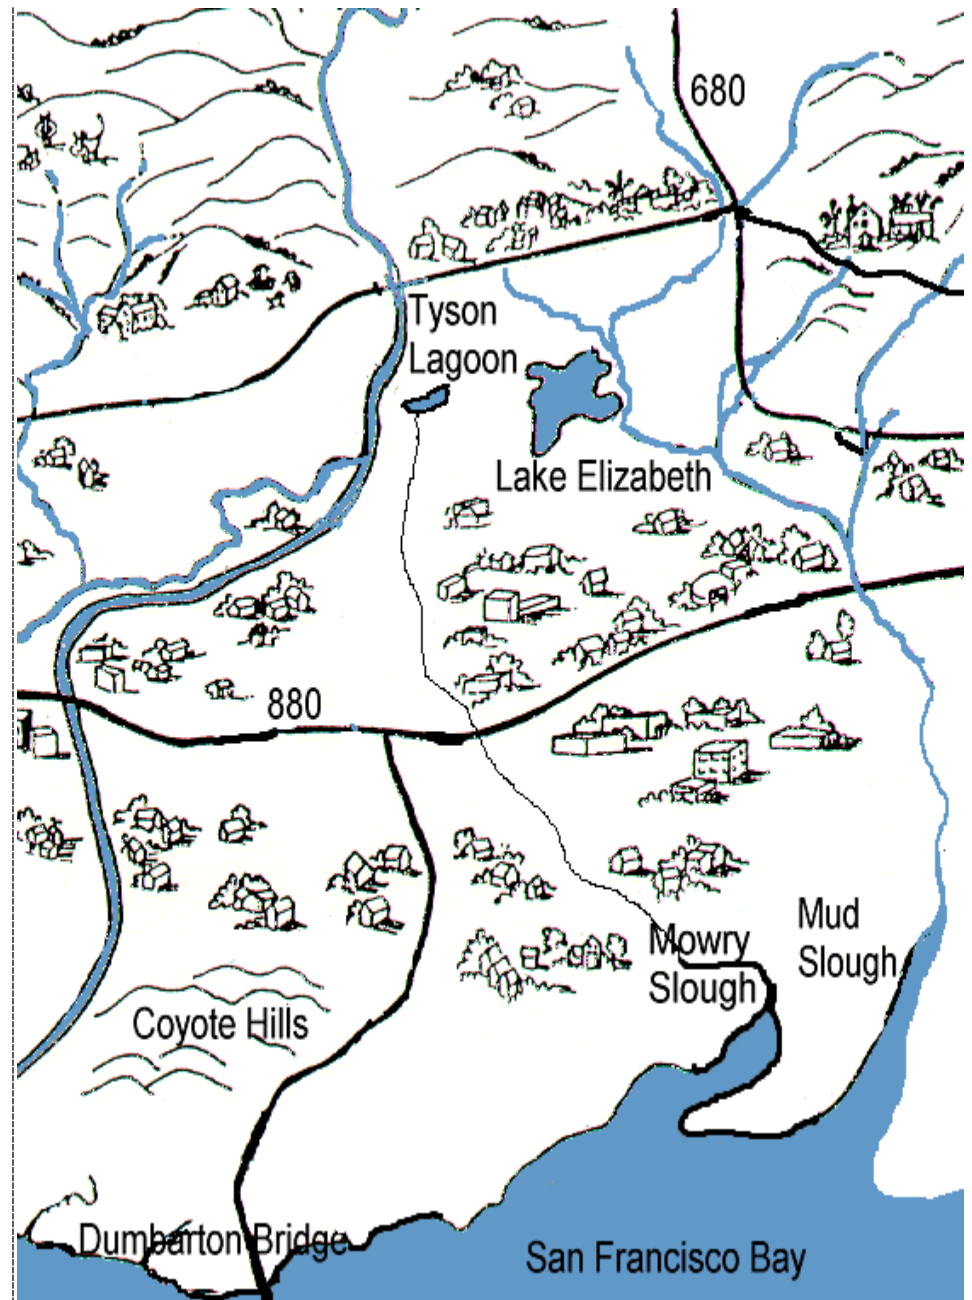 680
Tyson
Lagoon
Lake Elizabeth
880
Mowry
Slough
Mud
Slough
Coyote Hills
Dumbarton Bridge
San Francisco Bay